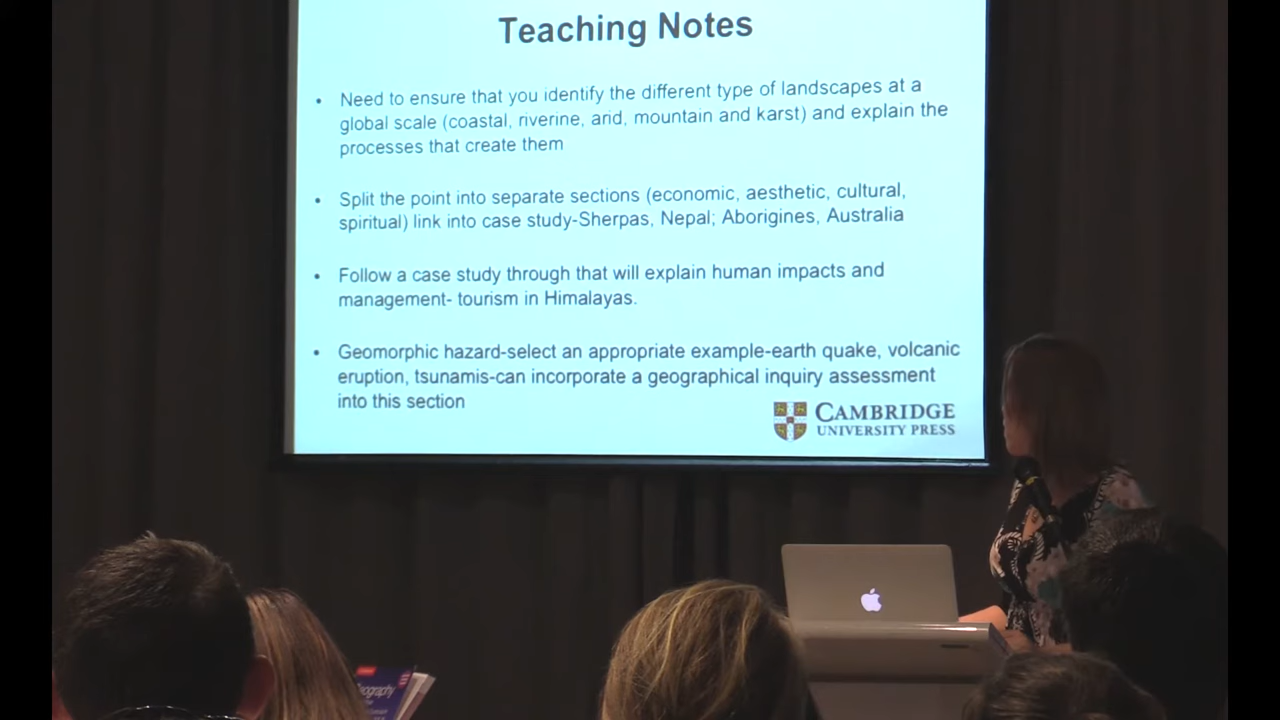 Teaching Notes
• Need to ensure that you identify the different type of landscapes at a
global scale (coastal, riverine, arid, mountain and karst) and explain the
processes that create them
• Split the point into separate sections (economic, aesthetic, cultural,
spiritual) link into case study-Sherpas, Nepal; Aborigines, Australia
• Follow a case study through that will explain human impacts and
management- tourism in Himalayas.
• Geomorphic hazard-select an appropriate example-earth quake, volcanic
eruption, tsunamis-can incorporate a geographical inquiry assessment
into this section
CAMBRIDGE
UNIVERSITY PRESS